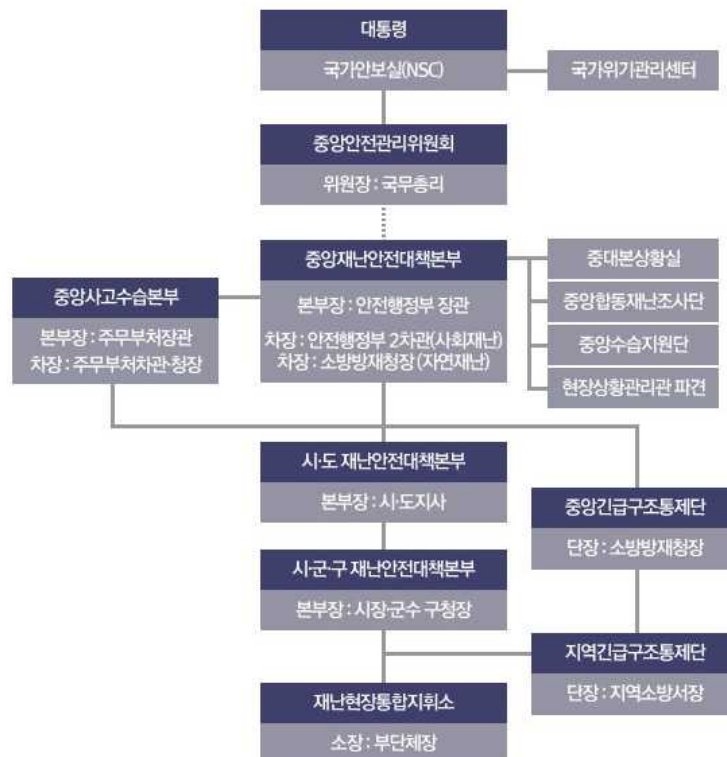 대통령
국가안보실(NSC)
국가위기관리센터
중앙안전관리위원회
위원장 : 국무총리
중앙재난안전대책본부
본부장 : 안전행정부 장관
차장 : 안전행정부 2차관(사회재난)
차장 : 소방방재청장 (자연재난)
중대본상황실
중앙합동재난조사단
중앙수습지원단
현장상황관리관 파견
중앙사고수습본부
본부장 : 주무부처장관
차장 : 주무부처차관·청장
시·도 재난안전대책본부
본부장 : 시·도지사
중앙긴급구조통제단
단장 : 소방방재청장
시·군·구 재난안전대책본부
본부장 : 시장·군수 구청장
지역긴급구조통제단
단장 : 지역소방서장
재난현장통합지휘소
소장 : 부단체장